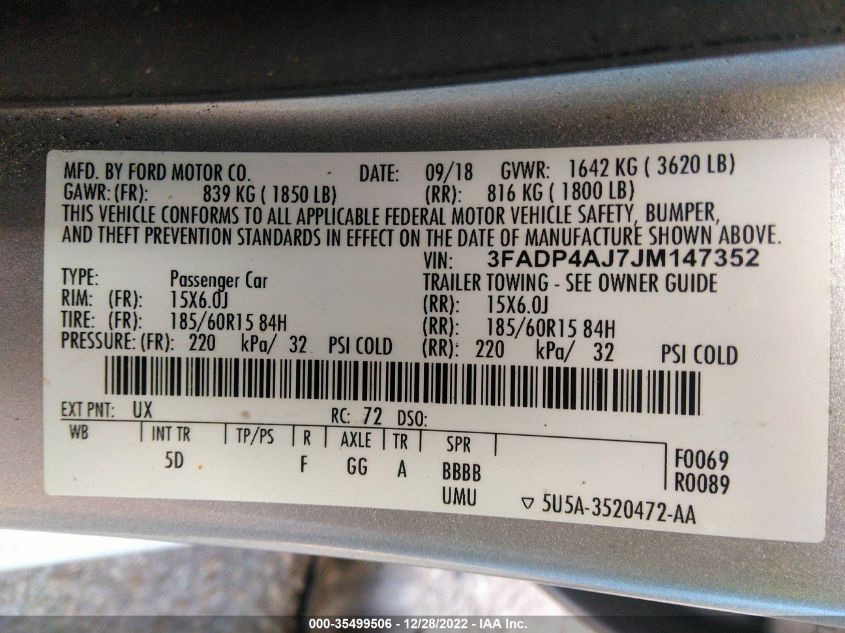 MFD. BY FORD MOTOR CO. DATE: 09/18 GVWR: 1642 KG ( 3620 LB)
GAWR: (FR): 839 KG ( 1850 LB) (RR): 816 KG ( 1800 LB)
THIS VEHICLE CONFORMS TO ALL APPLICABLE FEDERAL MOTOR VEHICLE SAFETY, BUMPER,
AND THEFT PREVENTION STANDARDS IN EFFECT ON THE DATE OF MANUFACTURE SHOWN ABOVE.
VIN: 3FADP4AJ7JM147352
TYPE: Passenger Car TRAILER TOWING - SEE OWNER GUIDE
RIM: (FR): 15X6.0J (RR): 15X6.0J
TIRE: (FR): 185/60R15 84H (RR): 185/60R15 84H
PRESSURE: (FR): 220 kPa/ 32 PSI COLD (RR): 220 kPa/ 32 PSI COLD
EXT PNT: UX RC: 72 DSO:
WB INT TR TP/PS R AXLE TR SPR F0069
5D F GG A BBBB R0089
UMU ▽ 5U5A-3520472-AA
000-35499506 - 12/28/2022 - IAA Inc.